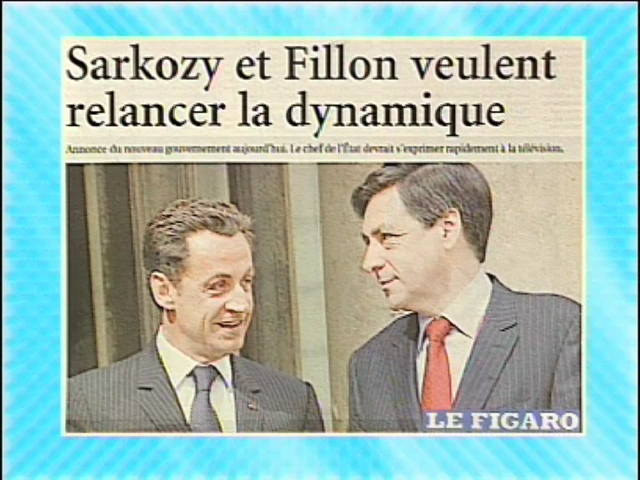 Sarkozy et Fillon veulent
relancer la dynamique
Annonce du nouveau gouvernement aujourd'hui. Le chef de l'État devrait s'exprimer rapidement à la télévision.
LE FIGARO